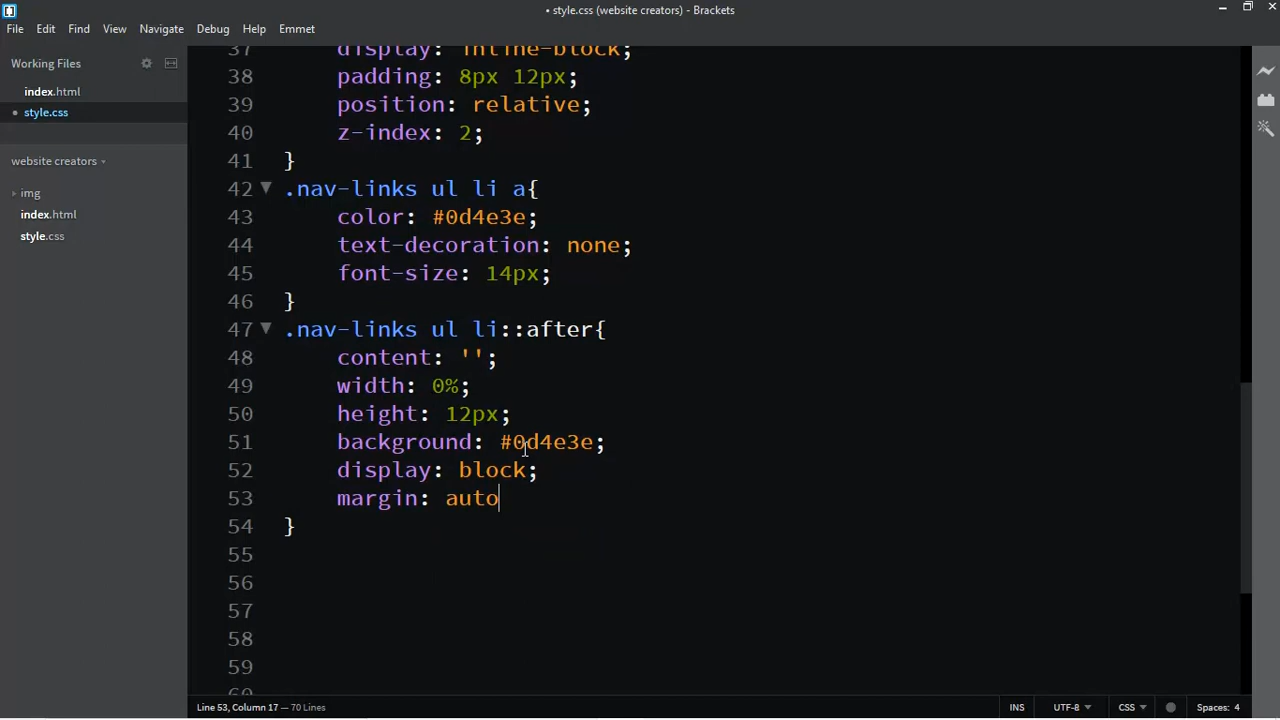 • style.css (website creators) - Brackets
File Edit Find View Navigate Debug Help Emmet
Working Files
index.html
• style.css
website creators
img
index.html
style.css
37 display: inline-block;
38 padding: 8px 12px;
39 position: relative;
40 z-index: 2;
41 }
42 .nav-links ul li a{
43 color: #0d4e3e;
44 text-decoration: none;
45 font-size: 14px;
46 }
47 .nav-links ul li::after{
48 content: '';
49 width: 0%;
50 height: 12px;
51 background: #0d4e3e;
52 display: block;
53 margin: auto
54 }
55
56
57
58
59
60
Line 53, Column 17 — 70 Lines
INS UTF-8 CSS Spaces: 4